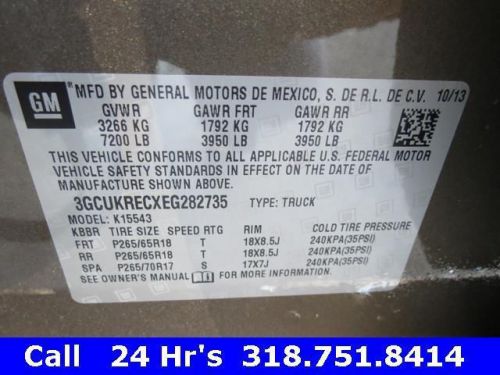 GM
MFD BY GENERAL MOTORS DE MEXICO, S. DE R.L. DE C.V. 10/13
GVWR GAWR FRT GAWR RR
3266 KG 1792 KG 1792 KG
7200 LB 3950 LB 3950 LB
THIS VEHICLE CONFORMS TO ALL APPLICABLE U.S. FEDERAL MOTOR
VEHICLE SAFETY STANDARDS IN EFFECT ON THE DATE OF
MANUFACTURE SHOWN ABOVE.
3GCUKRECXEG282735 TYPE: TRUCK
MODEL: K15543
KBBR TIRE SIZE SPEED RTG RIM COLD TIRE PRESSURE
FRT P265/65R18 T 18X8.5J 240KPA(35PSI)
RR P265/65R18 T 18X8.5J 240KPA(35PSI)
SPA P265/70R17 S 17X7J 240KPA(35PSI)
SEE OWNER'S MANUAL FOR ADDITIONAL INFORMATION.
Call 24 Hr's 318.751.8414